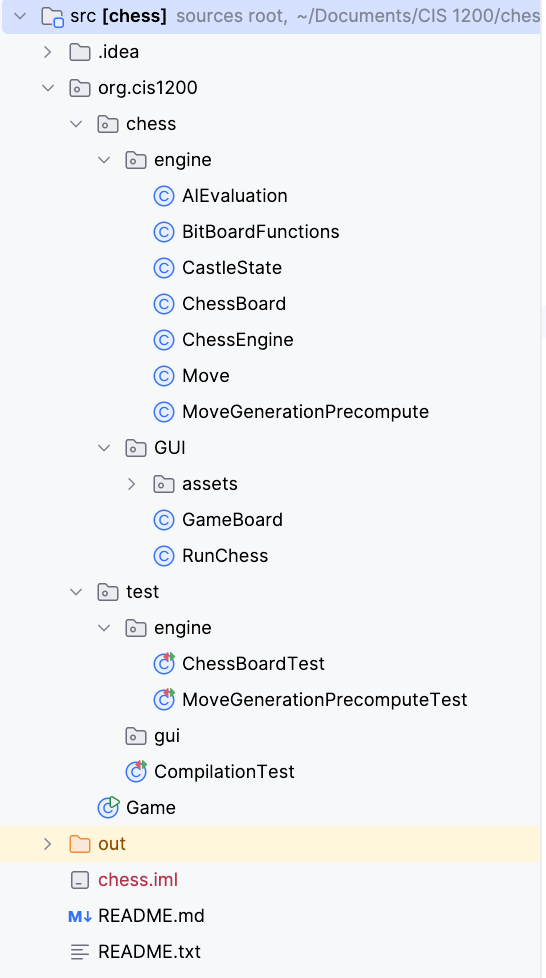 src [chess] sources root, ~/Documents/CIS 1200/ches
.idea
org.cis1200
chess
engine
AIEvaluation
BitBoardFunctions
CastleState
ChessBoard
ChessEngine
Move
MoveGenerationPrecompute
GUI
assets
GameBoard
RunChess
test
engine
ChessBoardTest
MoveGenerationPrecomputeTest
gui
CompilationTest
Game
out
chess.iml
README.md
README.txt